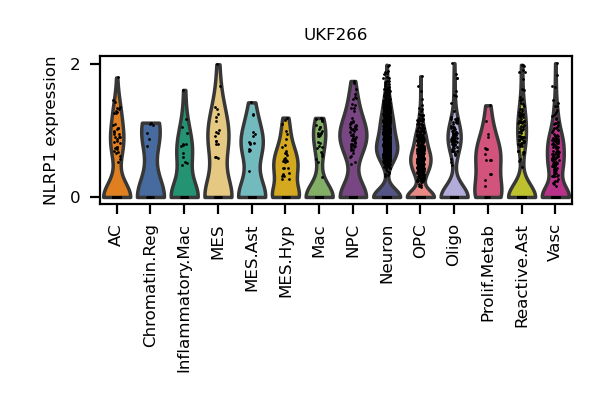 UKF266
NLRP1 expression
2
0
AC
Chromatin.Reg
Inflammatory.Mac
MES
MES.Ast
MES.Hyp
Mac
NPC
Neuron
OPC
Oligo
Prolif.Metab
Reactive.Ast
Vasc